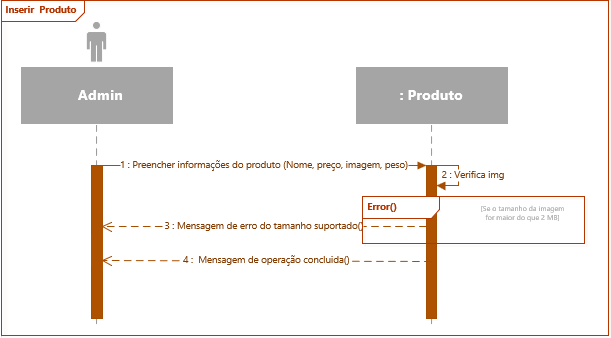 Inserir Produto
Admin
: Produto
1 : Preencher informações do produto (Nome, preço, imagem, peso)
2 : Verifica img
Error()
(Se o tamanho da imagem
for maior do que 2 MB)
3 : Mensagem de erro do tamanho suportado()
4 : Mensagem de operação concluida()